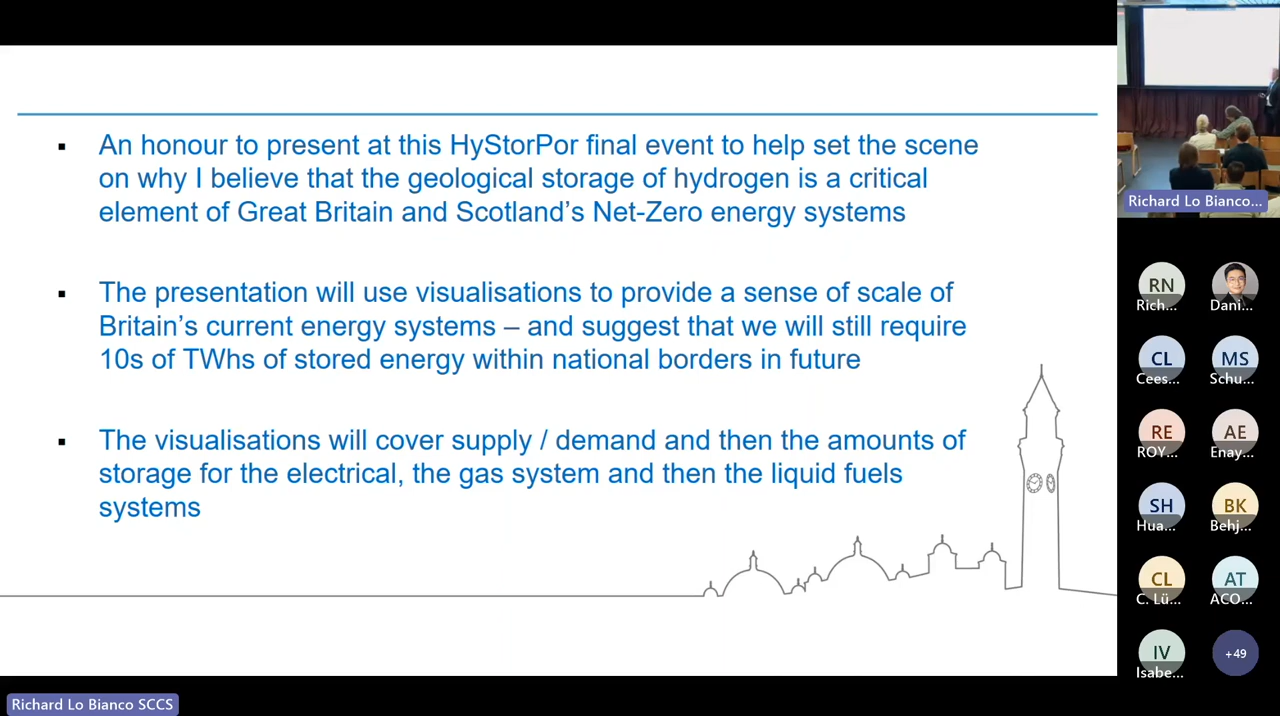 ▪ An honour to present at this HyStorPor final event to help set the scene
on why I believe that the geological storage of hydrogen is a critical
element of Great Britain and Scotland's Net-Zero energy systems
▪ The presentation will use visualisations to provide a sense of scale of
Britain's current energy systems – and suggest that we will still require
10s of TWhs of stored energy within national borders in future
▪ The visualisations will cover supply / demand and then the amounts of
storage for the electrical, the gas system and then the liquid fuels
systems
Richard Lo Bianco SCCS
Richard Lo Bianco...
RN
Rich...
Dani...
CL
Cees...
MS
Schu...
RE
ROY...
AE
Enay...
SH
Hua...
BK
Behj...
CL
C. Lü...
AT
ACO...
IV
Isabe...
+49